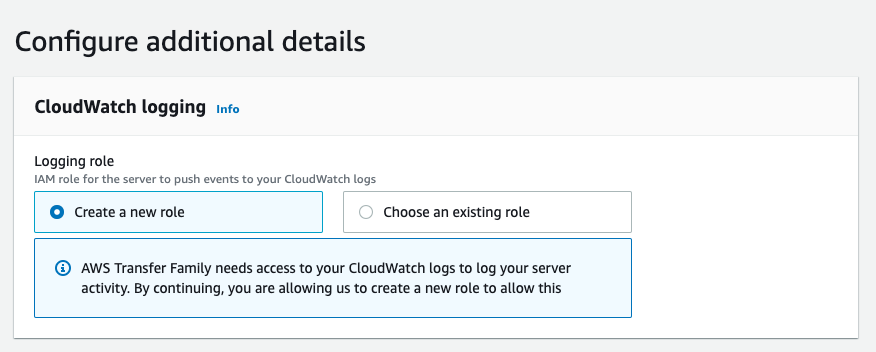 Configure additional details
CloudWatch logging Info
Logging role
IAM role for the server to push events to your CloudWatch logs
Create a new role
Choose an existing role
AWS Transfer Family needs access to your CloudWatch logs to log your server
activity. By continuing, you are allowing us to create a new role to allow this